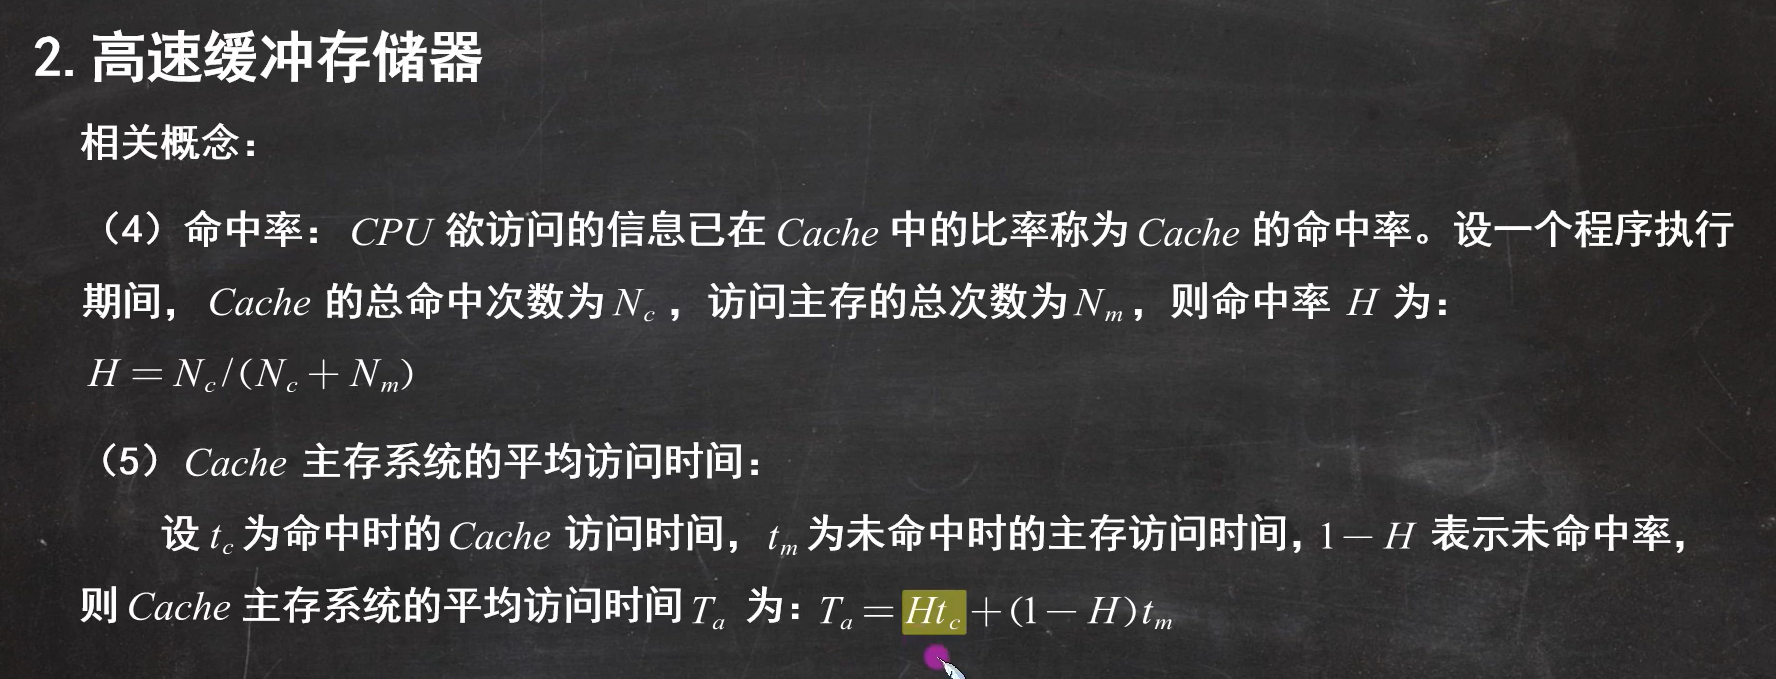 2. 高速缓冲存储器
相关概念：
（4）命中率： CPU 欲访问的信息已在 Cache 中的比率称为 Cache 的命中率。设一个程序执行
期间， Cache 的总命中次数为 N_c ，访问主存的总次数为 N_m ，则命中率 H 为：
H = N_c/(N_c + N_m)
（5）Cache 主存系统的平均访问时间：
设 t_c 为命中时的 Cache 访问时间， t_m 为未命中时的主存访问时间，1 − H 表示未命中率，
则 Cache 主存系统的平均访问时间 T_a 为：T_a = Ht_c + (1 − H)t_m